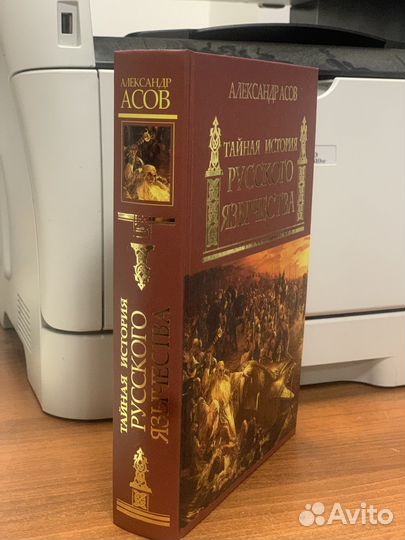 АЛЕКСАНДР
АСОВ
ТАЙНАЯ ИСТОРИЯ
РУССКОГО
ЯЗЫЧЕСТВА
АЛЕКСАНДР АСОВ
ТАЙНАЯ ИСТОРИЯ
РУССКОГО
ЯЗЫЧЕСТВА
Avito